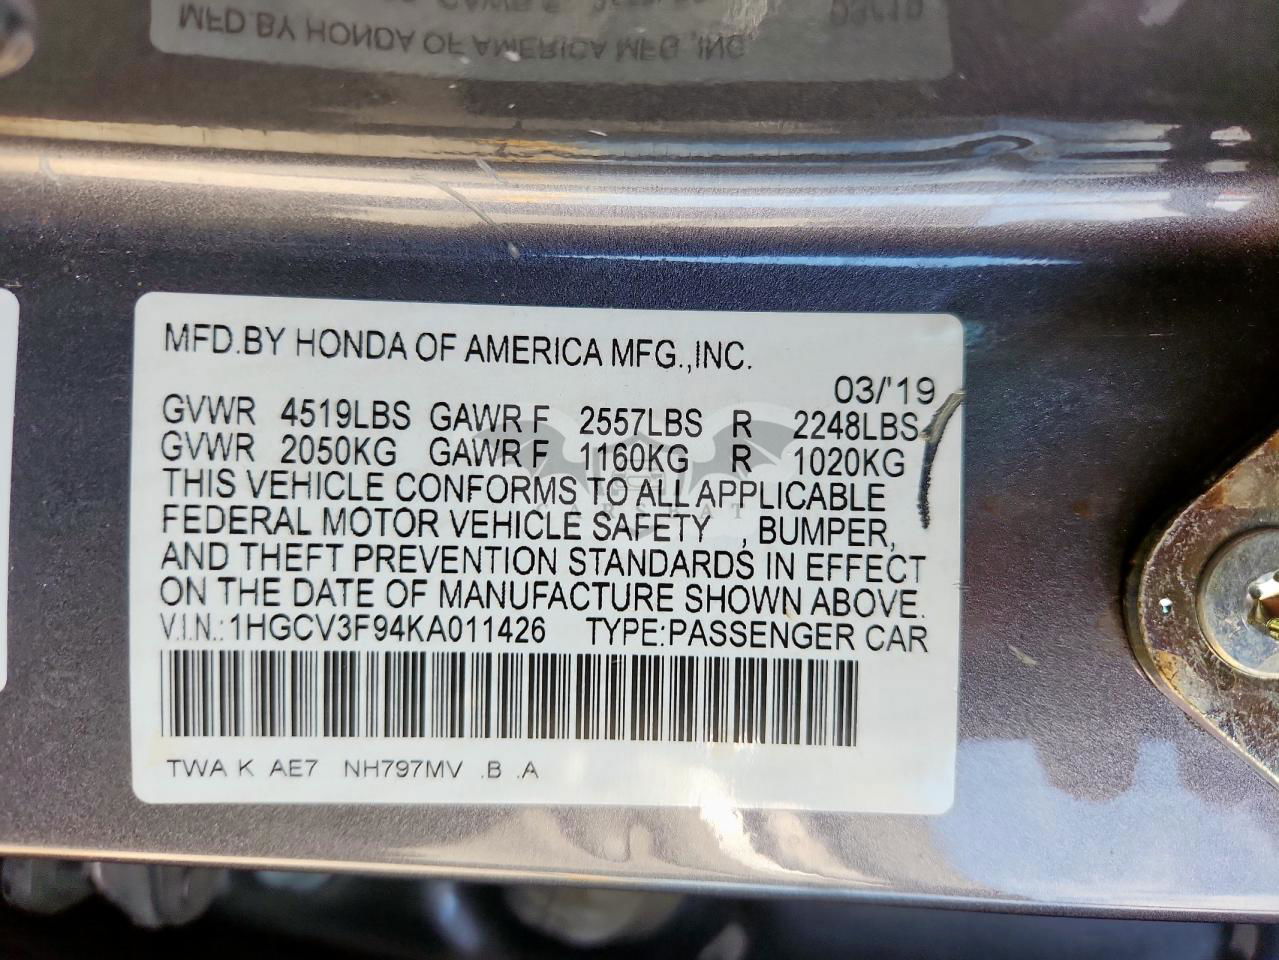 MFD BY HONDA OF AMERICA MFG.,INC
MFD.BY HONDA OF AMERICA MFG.,INC.
03/'19
GVWR 4519LBS GAWR F 2557LBS R 2248LBS
GVWR 2050KG GAWR F 1160KG R 1020KG
THIS VEHICLE CONFORMS TO ALL APPLICABLE
FEDERAL MOTOR VEHICLE SAFETY , BUMPER,
AND THEFT PREVENTION STANDARDS IN EFFECT
ON THE DATE OF MANUFACTURE SHOWN ABOVE.
V.I.N.:1HGCV3F94KA011426 TYPE:PASSENGER CAR
TWA K AE7 NH797MV .B .A